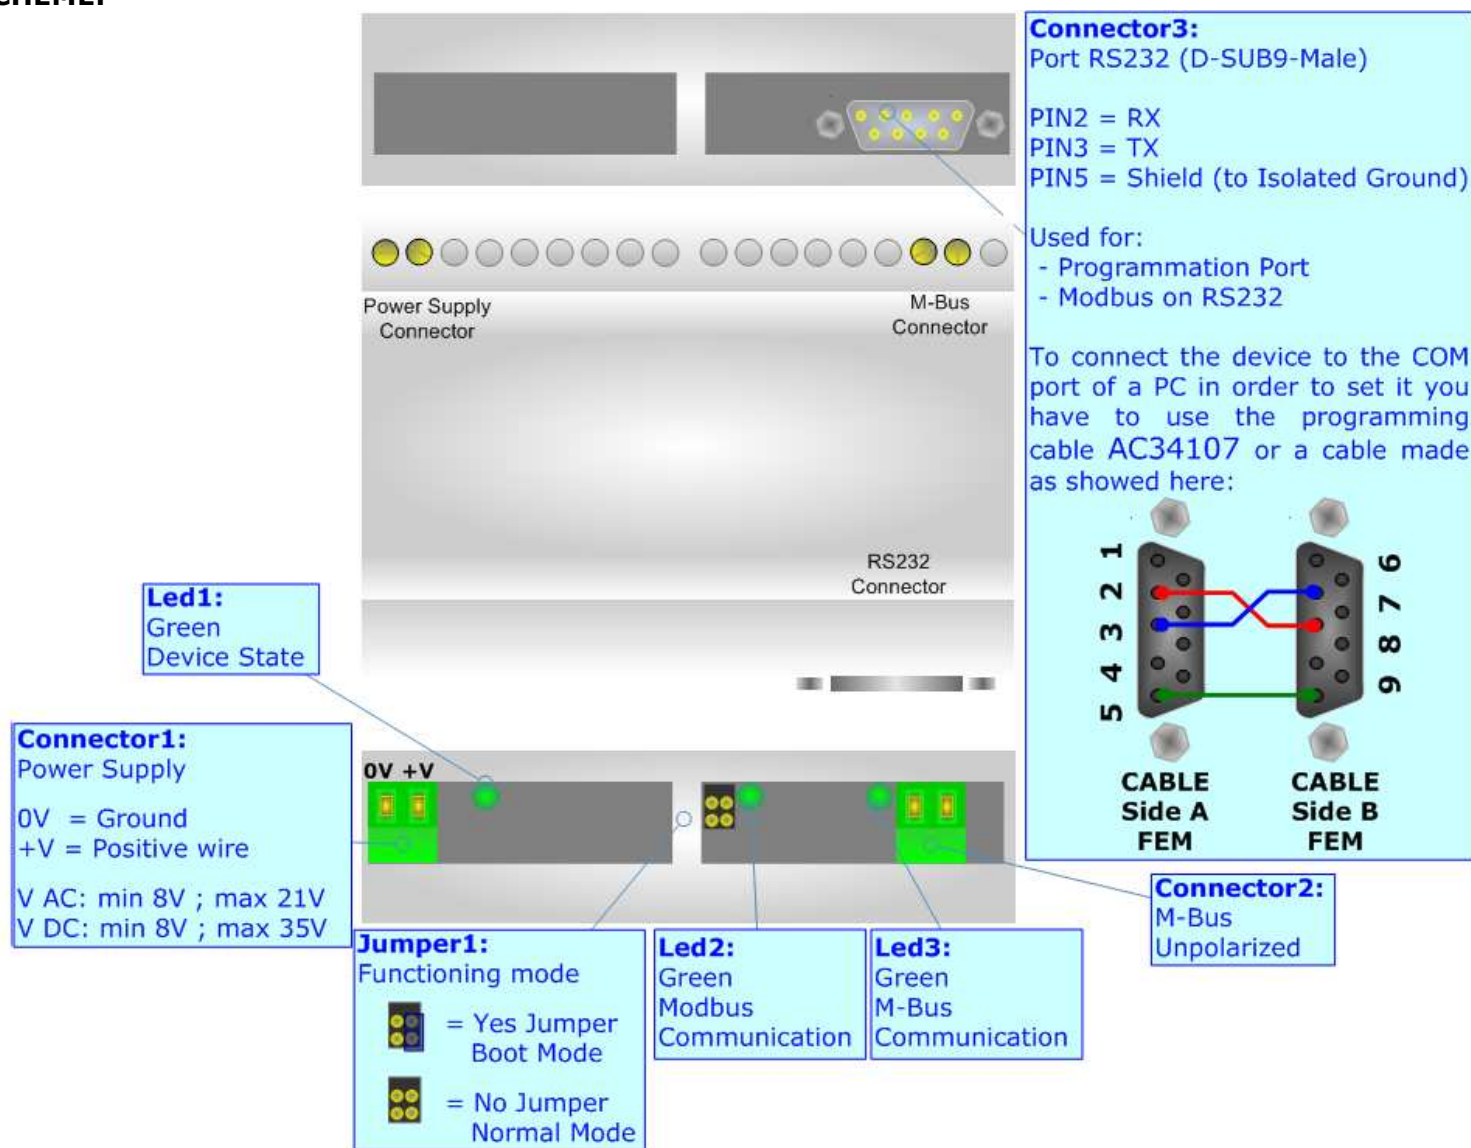 Connector3:
Port RS232 (D-SUB9-Male)
PIN2 = RX
PIN3 = TX
PIN5 = Shield (to Isolated Ground)
Used for:
- Programmation Port
- Modbus on RS232
To connect the device to the COM
port of a PC in order to set it you
have to use the programming
cable AC34107 or a cable made
as showed here:
1
2
3
4
5
6
7
8
9
CABLE
Side A
FEM
CABLE
Side B
FEM
Power Supply
Connector
M-Bus
Connector
RS232
Connector
Led1:
Green
Device State
Connector1:
Power Supply
0V = Ground
+V = Positive wire
V AC: min 8V ; max 21V
V DC: min 8V ; max 35V
0V +V
Jumper1:
Functioning mode
= Yes Jumper
Boot Mode
= No Jumper
Normal Mode
Led2:
Green
Modbus
Communication
Led3:
Green
M-Bus
Communication
Connector2:
M-Bus
Unpolarized